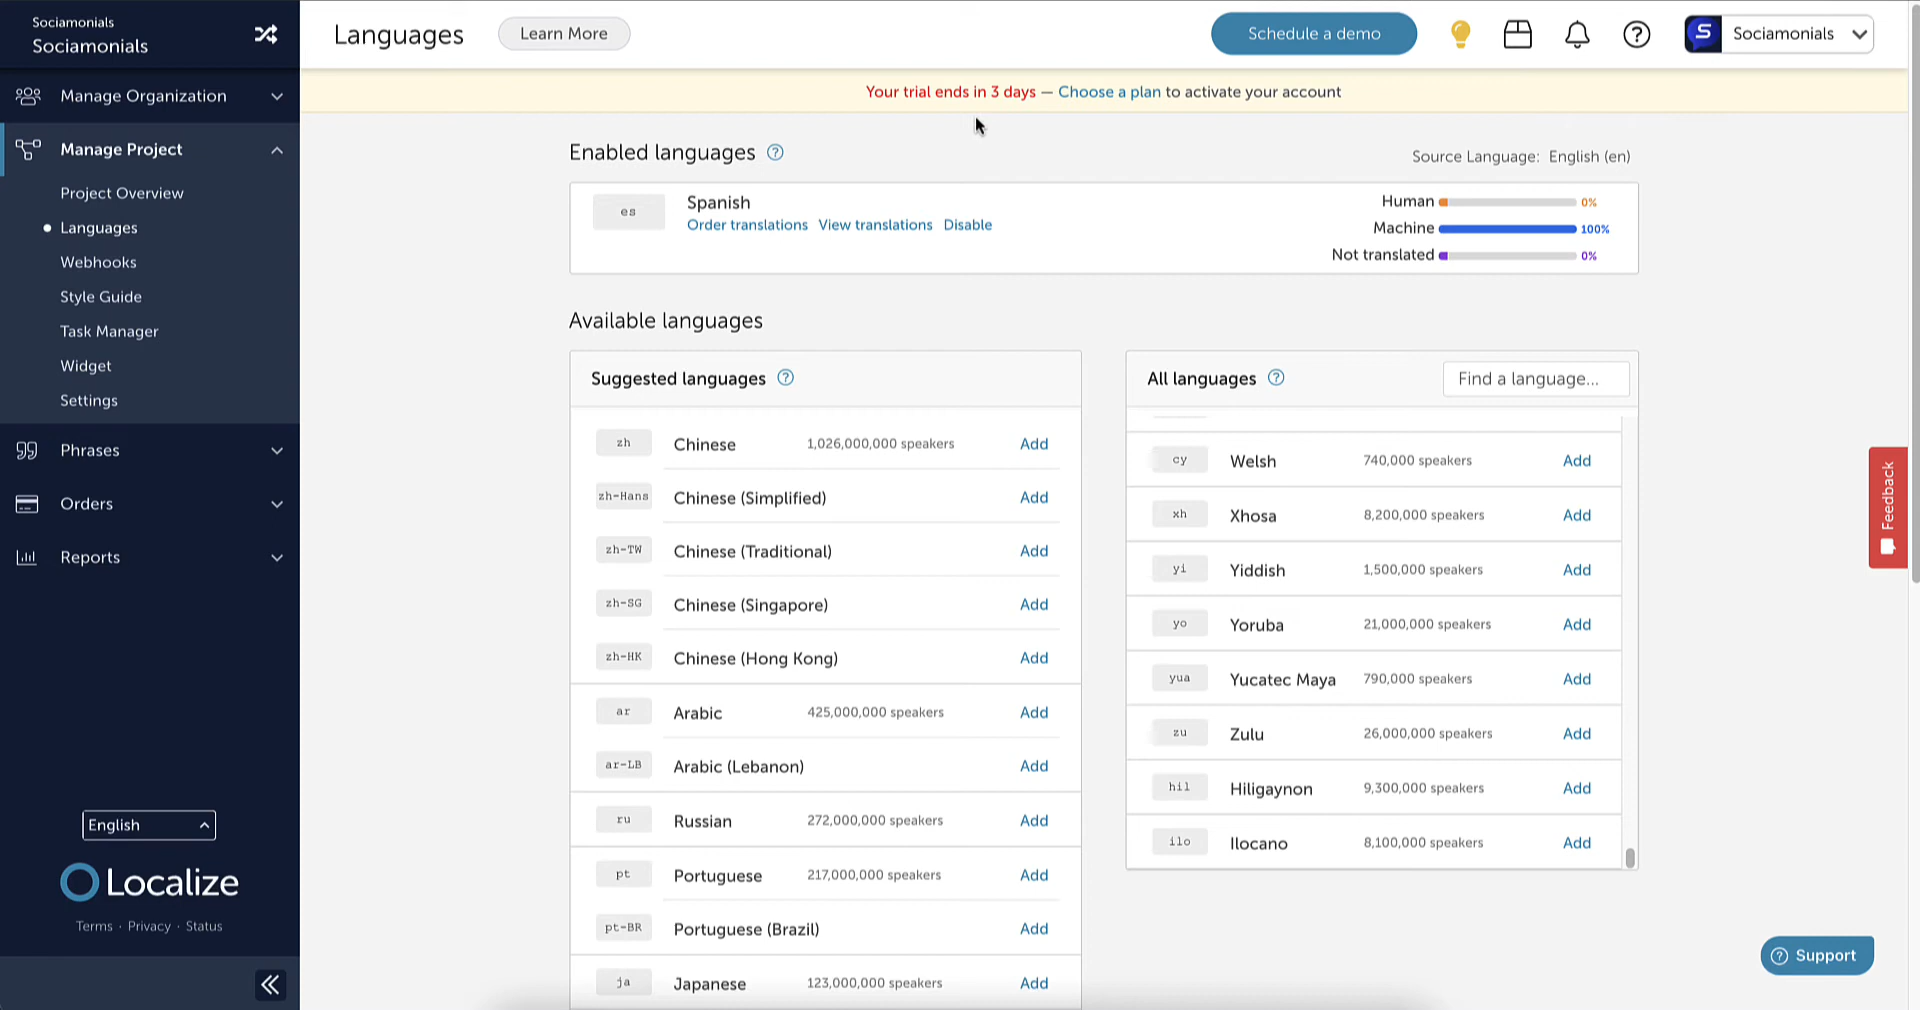 Sociamonials
Sociamonials
Manage Organization
Manage Project
Project Overview
Languages
Webhooks
Style Guide
Task Manager
Widget
Settings
Phrases
Orders
Reports
English
Localize
Terms · Privacy · Status
Languages
Learn More
Schedule a demo
S
Sociamonials
Your trial ends in 3 days — Choose a plan to activate your account
Enabled languages ?
Source Language: English (en)
es
Spanish
Order translations View translations Disable
Human 0%
Machine 100%
Not translated 0%
Available languages
Suggested languages ?
zh Chinese 1,026,000,000 speakers Add
zh-Hans Chinese (Simplified) Add
zh-TW Chinese (Traditional) Add
zh-SG Chinese (Singapore) Add
zh-HK Chinese (Hong Kong) Add
ar Arabic 425,000,000 speakers Add
ar-LB Arabic (Lebanon) Add
ru Russian 272,000,000 speakers Add
pt Portuguese 217,000,000 speakers Add
pt-BR Portuguese (Brazil) Add
ja Japanese 123,000,000 speakers Add
All languages ?
Find a language...
cy Welsh 740,000 speakers Add
xh Xhosa 8,200,000 speakers Add
yi Yiddish 1,500,000 speakers Add
yo Yoruba 21,000,000 speakers Add
yua Yucatec Maya 790,000 speakers Add
zu Zulu 26,000,000 speakers Add
hil Hiligaynon 9,300,000 speakers Add
ilo Ilocano 8,100,000 speakers Add
Feedback
? Support